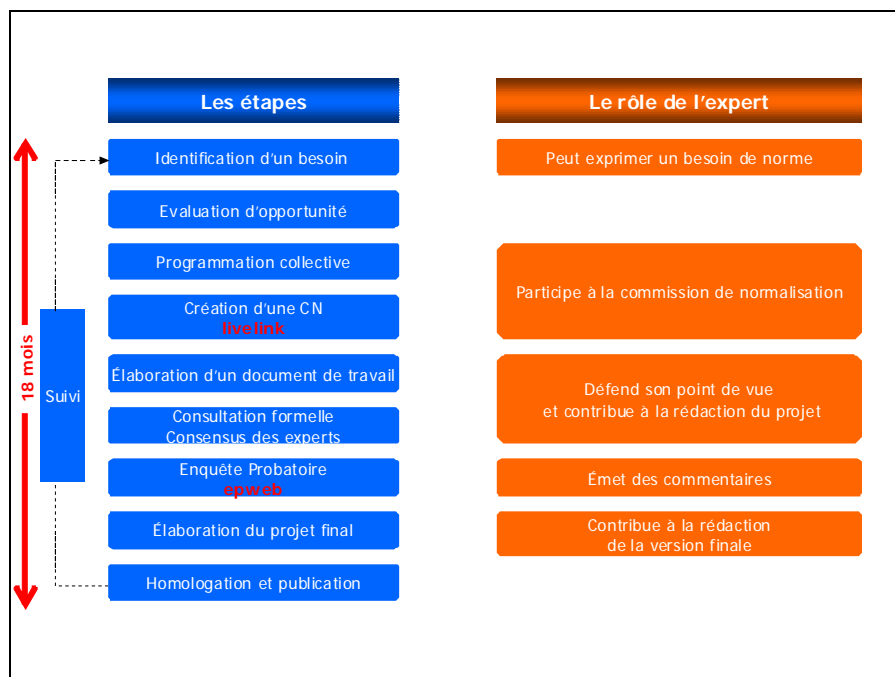 Les étapes
Le rôle de l'expert
Identification d'un besoin
Peut exprimer un besoin de norme
Evaluation d'opportunité
Programmation collective
Participe à la commission de normalisation
Création d'une CN
livelink
18 mois
Suivi
Élaboration d'un document de travail
Défend son point de vue
et contribue à la rédaction du projet
Consultation formelle
Consensus des experts
Enquête Probatoire
epweb
Émet des commentaires
Élaboration du projet final
Contribue à la rédaction
de la version finale
Homologation et publication